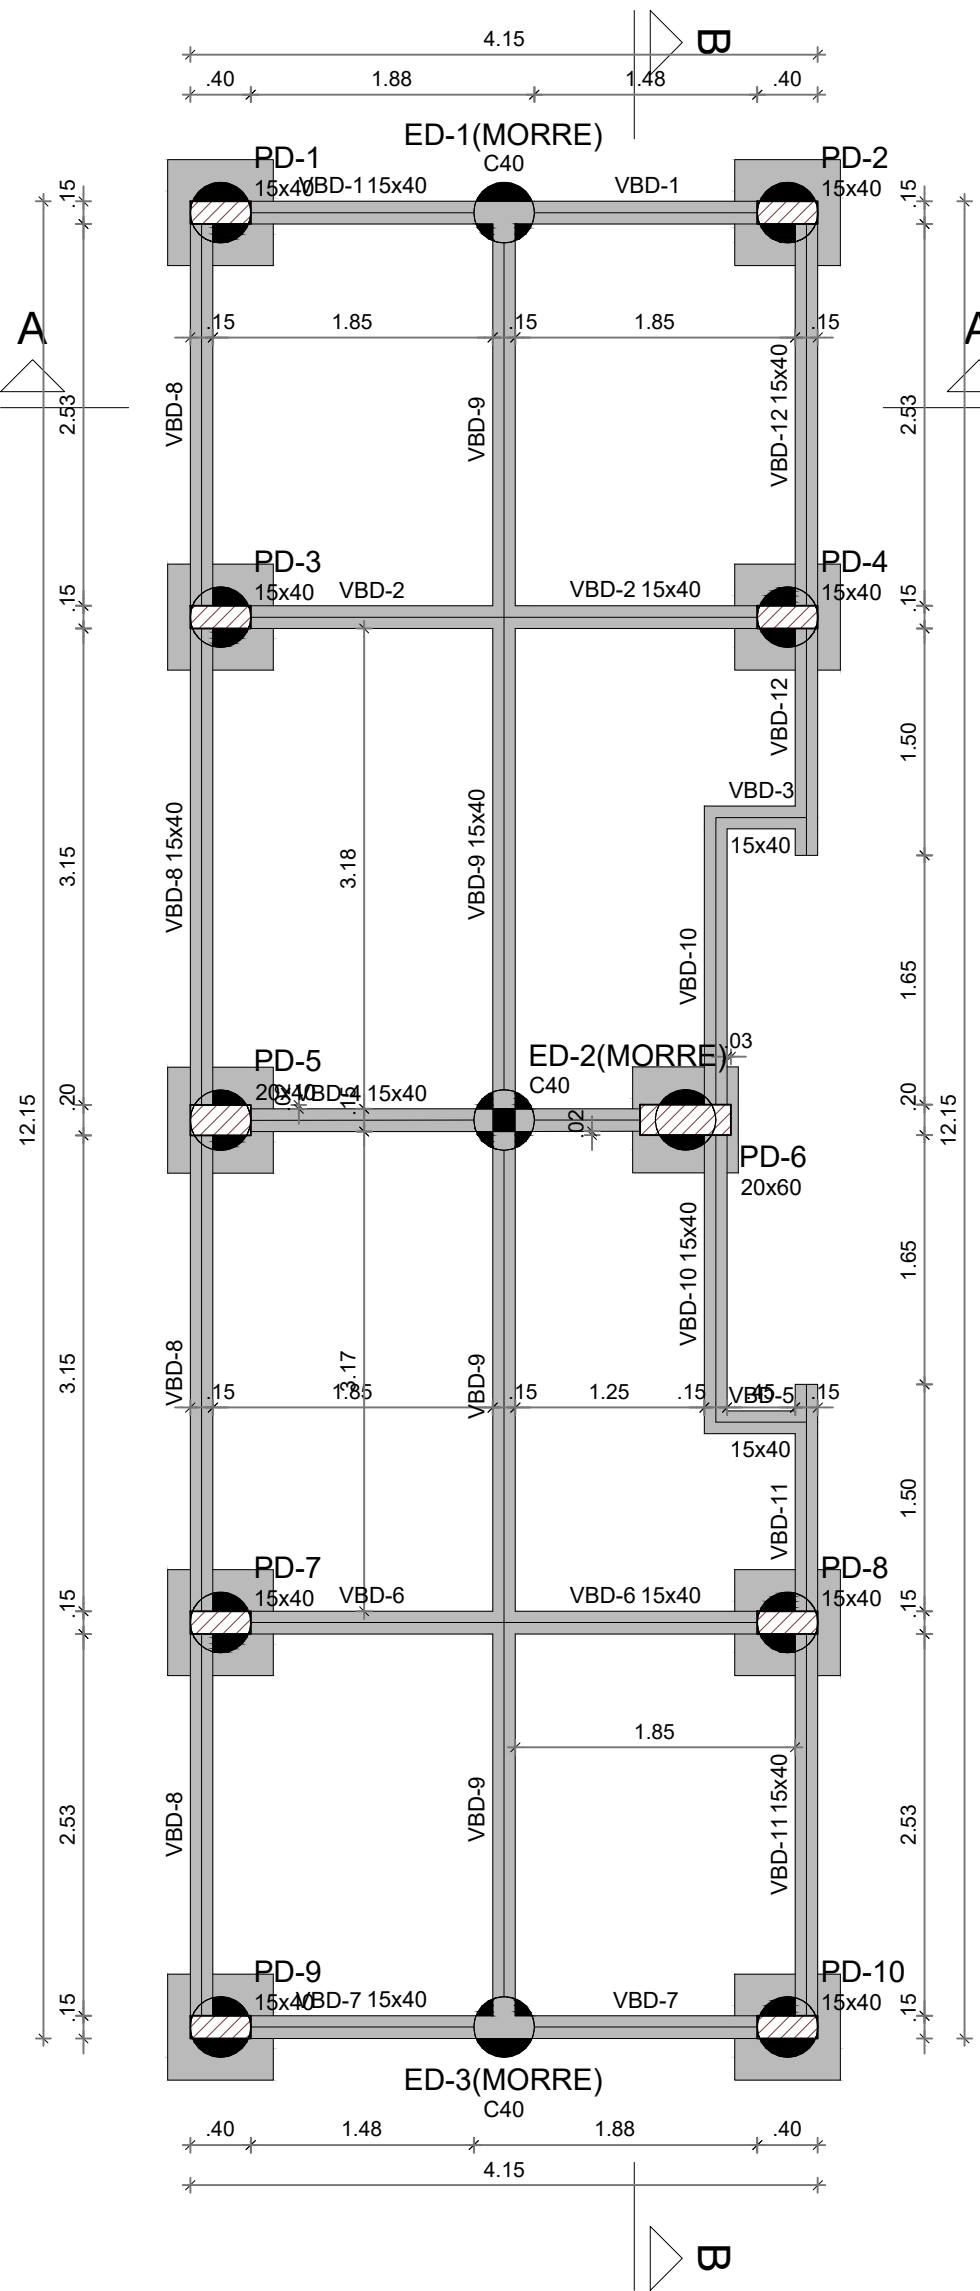 4.15
B
.40
1.88
1.48
.40
ED-1(MORRE)
C40
PD-1
15x40
VBD-1 15x40
VBD-1
PD-2
15x40
.15
.15
A
A
.15
1.85
.15
1.85
.15
2.53
VBD-8
VBD-9
VBD-12 15x40
2.53
PD-3
15x40
VBD-2
VBD-2 15x40
PD-4
15x40
.15
.15
VBD-12
1.50
VBD-3
15x40
3.15
VBD-8 15x40
3.18
VBD-9 15x40
VBD-10
1.65
.03
PD-5
20x40
VBD-4 15x40
.15
ED-2(MORRE)
C40
.02
.20
.20
12.15
12.15
PD-6
20x60
VBD-10 15x40
1.65
3.15
VBD-8
3.17
VBD-9
.15
1.85
.15
1.25
.15
.45
.15
VBD-5
15x40
VBD-11
1.50
PD-7
15x40
VBD-6
VBD-6 15x40
PD-8
15x40
.15
.15
1.85
2.53
VBD-8
VBD-9
VBD-11 15x40
2.53
PD-9
15x40
VBD-7 15x40
VBD-7
PD-10
15x40
.15
.15
ED-3(MORRE)
C40
.40
1.48
1.88
.40
4.15
B